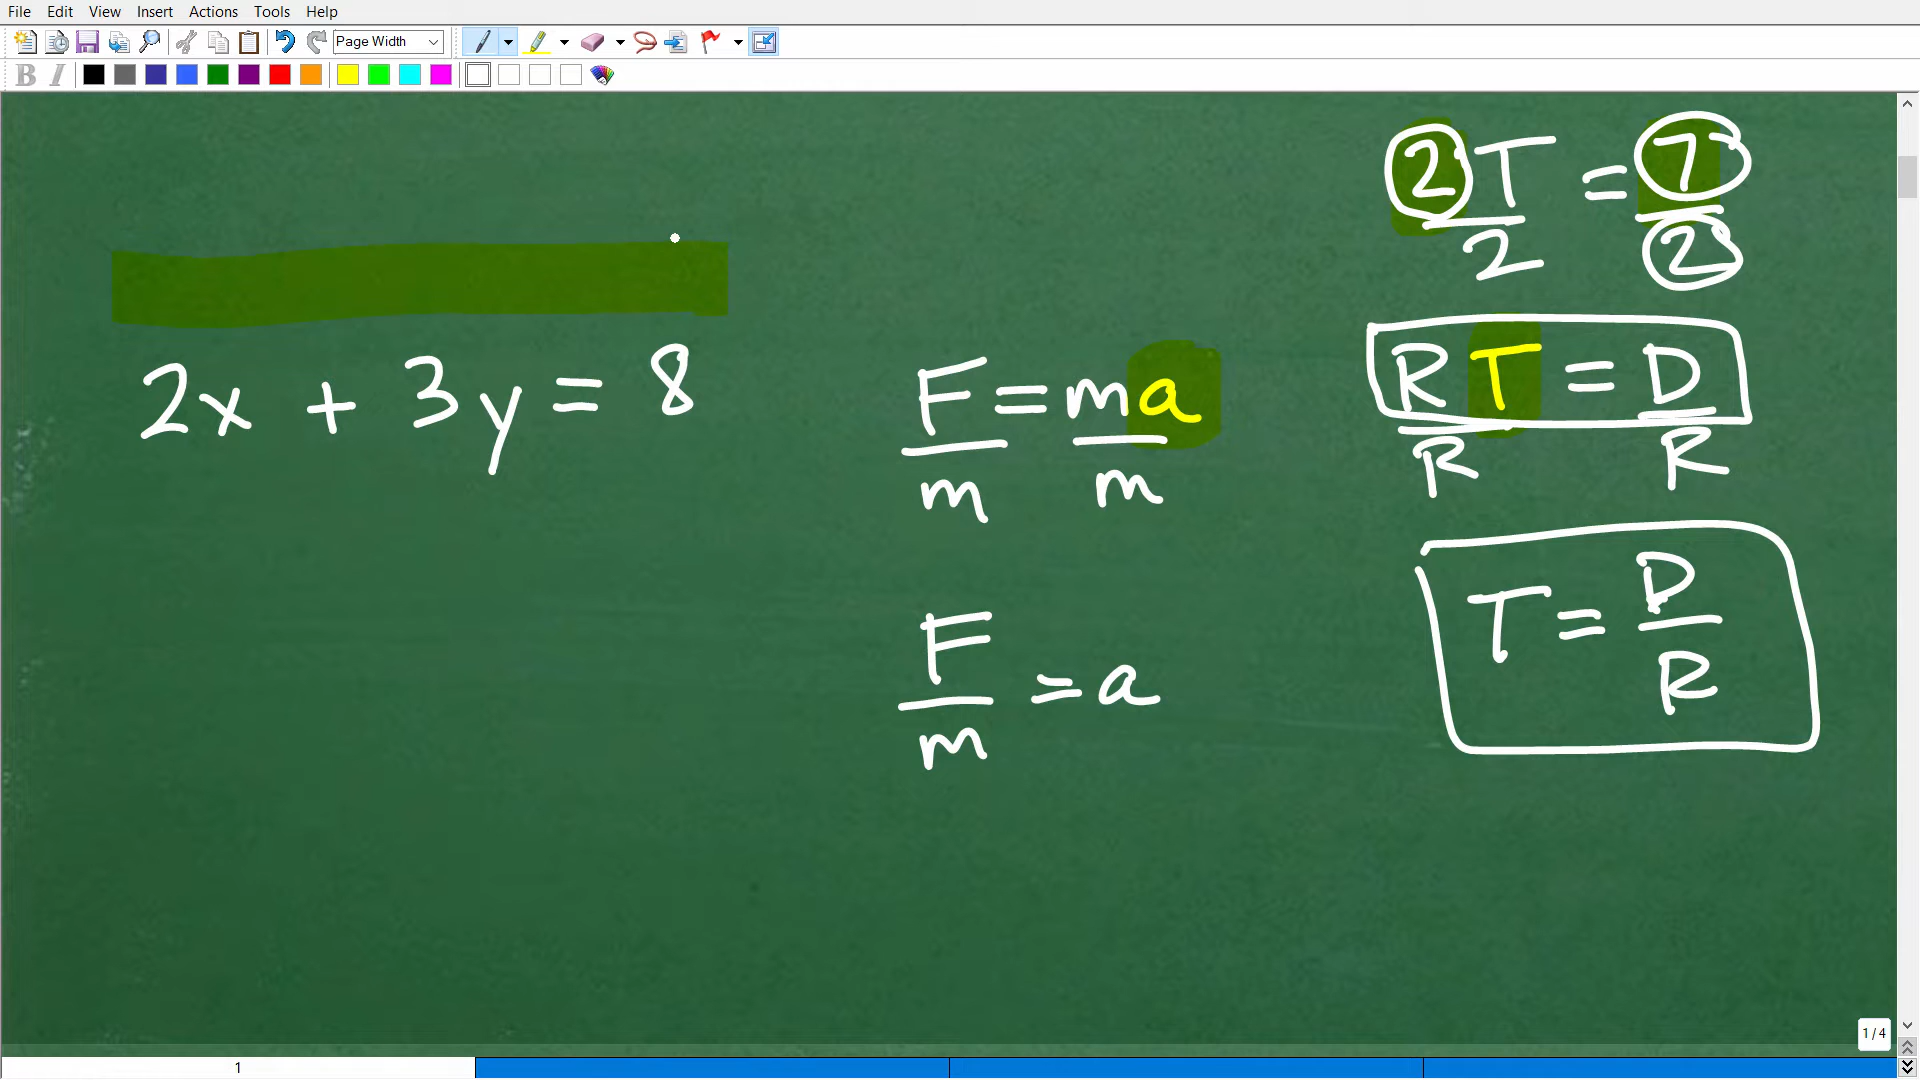 File Edit View Insert Actions Tools Help
Page Width
B I
2x + 3y = 8
F = ma
m m
F
m
= a
2T = 7
2 2
RT = D
R R
T = D
R
1 / 4
1